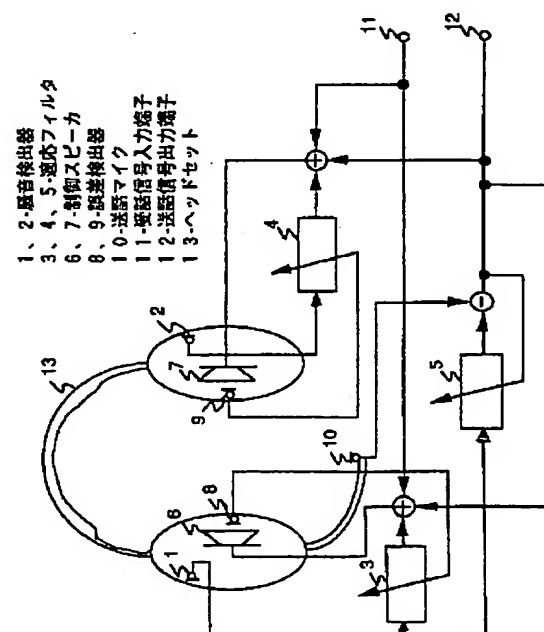 1、2-騒音検出器
3、4、5-適応フィルタ
6、7-制御スピーカ
8、9-誤差検出器
10-送話マイク
11-受話信号入力端子
12-送話信号出力端子
13-ヘッドセット
11
12
13
2
7
9
4
10
5
8
6
1
3